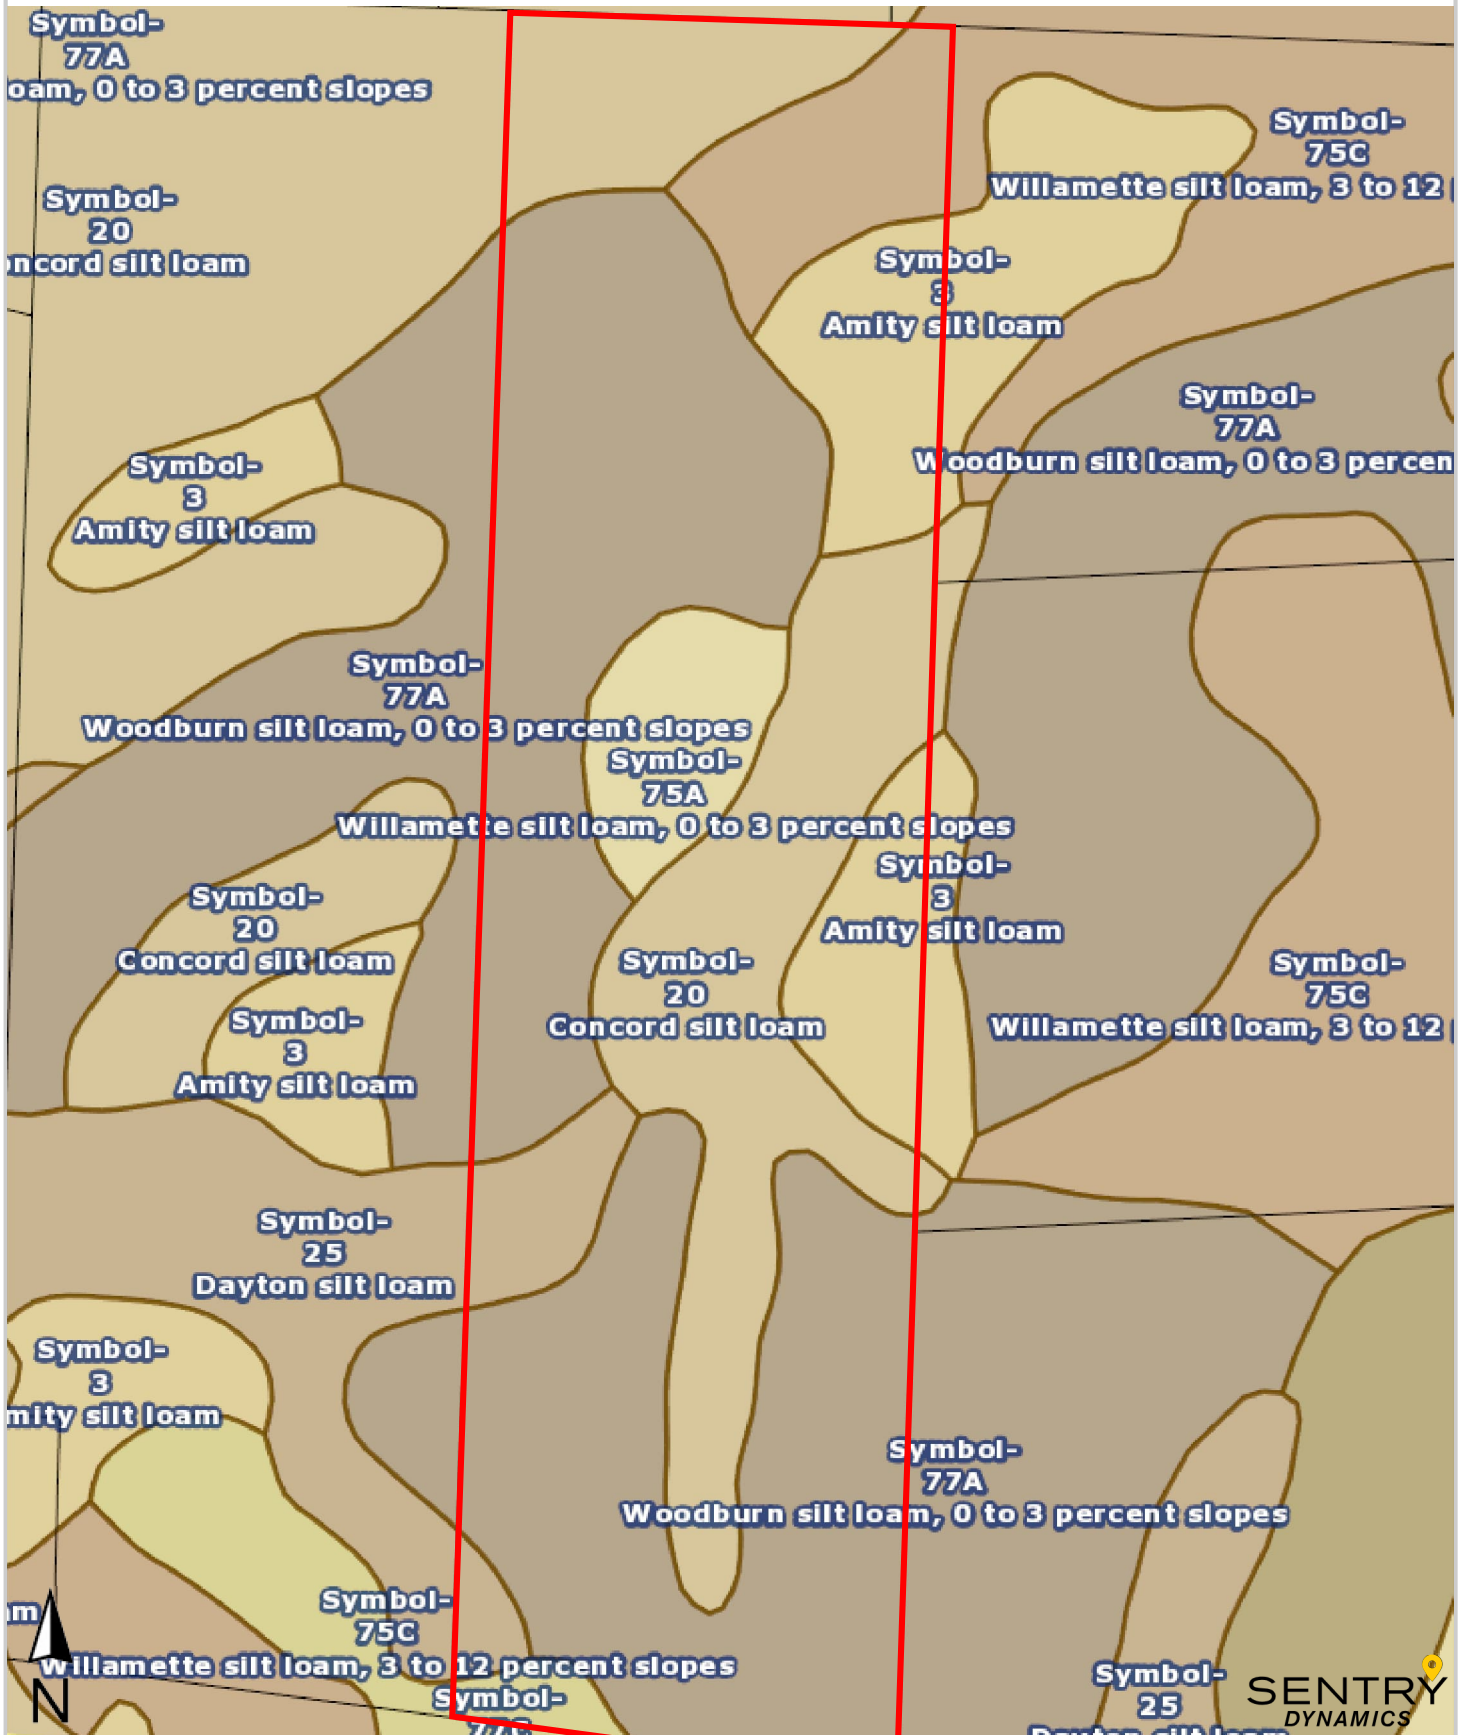 Symbol-
77A
oam, 0 to 3 percent slopes
Symbol-
75C
Willamette silt loam, 3 to 12
Symbol-
20
oncord silt loam
Symbol-
3
Amity silt loam
Symbol-
77A
Woodburn silt loam, 0 to 3 percen
Symbol-
3
Amity silt loam
Symbol-
77A
Woodburn silt loam, 0 to 3 percent slopes
Symbol-
75A
Willamette silt loam, 0 to 3 percent slopes
Symbol-
3
Amity silt loam
Symbol-
20
Concord silt loam
Symbol-
20
Concord silt loam
Symbol-
75C
Willamette silt loam, 3 to 12
Symbol-
3
Amity silt loam
Symbol-
25
Dayton silt loam
Symbol-
3
mity silt loam
Symbol-
77A
Woodburn silt loam, 0 to 3 percent slopes
Symbol-
75C
Willamette silt loam, 3 to 12 percent slopes
am
N
Symbol-
77C
Symbol-
25
Dayton silt loam
SENTRY
DYNAMICS